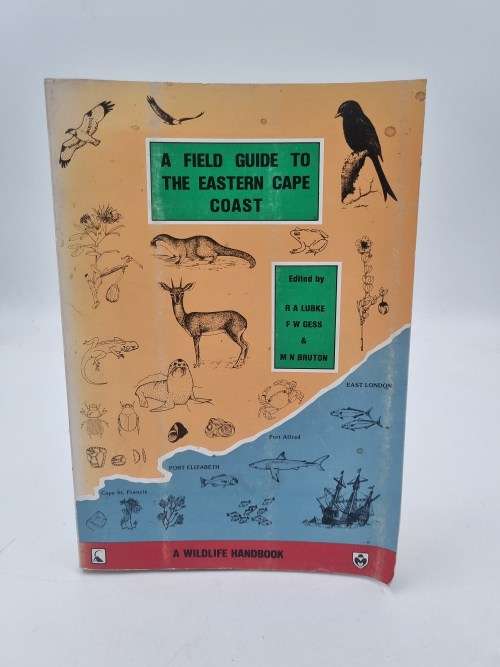 A FIELD GUIDE TO
THE EASTERN CAPE
COAST
Edited by
R A LUBKE
F W GESS
&
M N BRUTON
EAST LONDON
Port Alfred
PORT ELIZABETH
Cape St. Francis
A WILDLIFE HANDBOOK